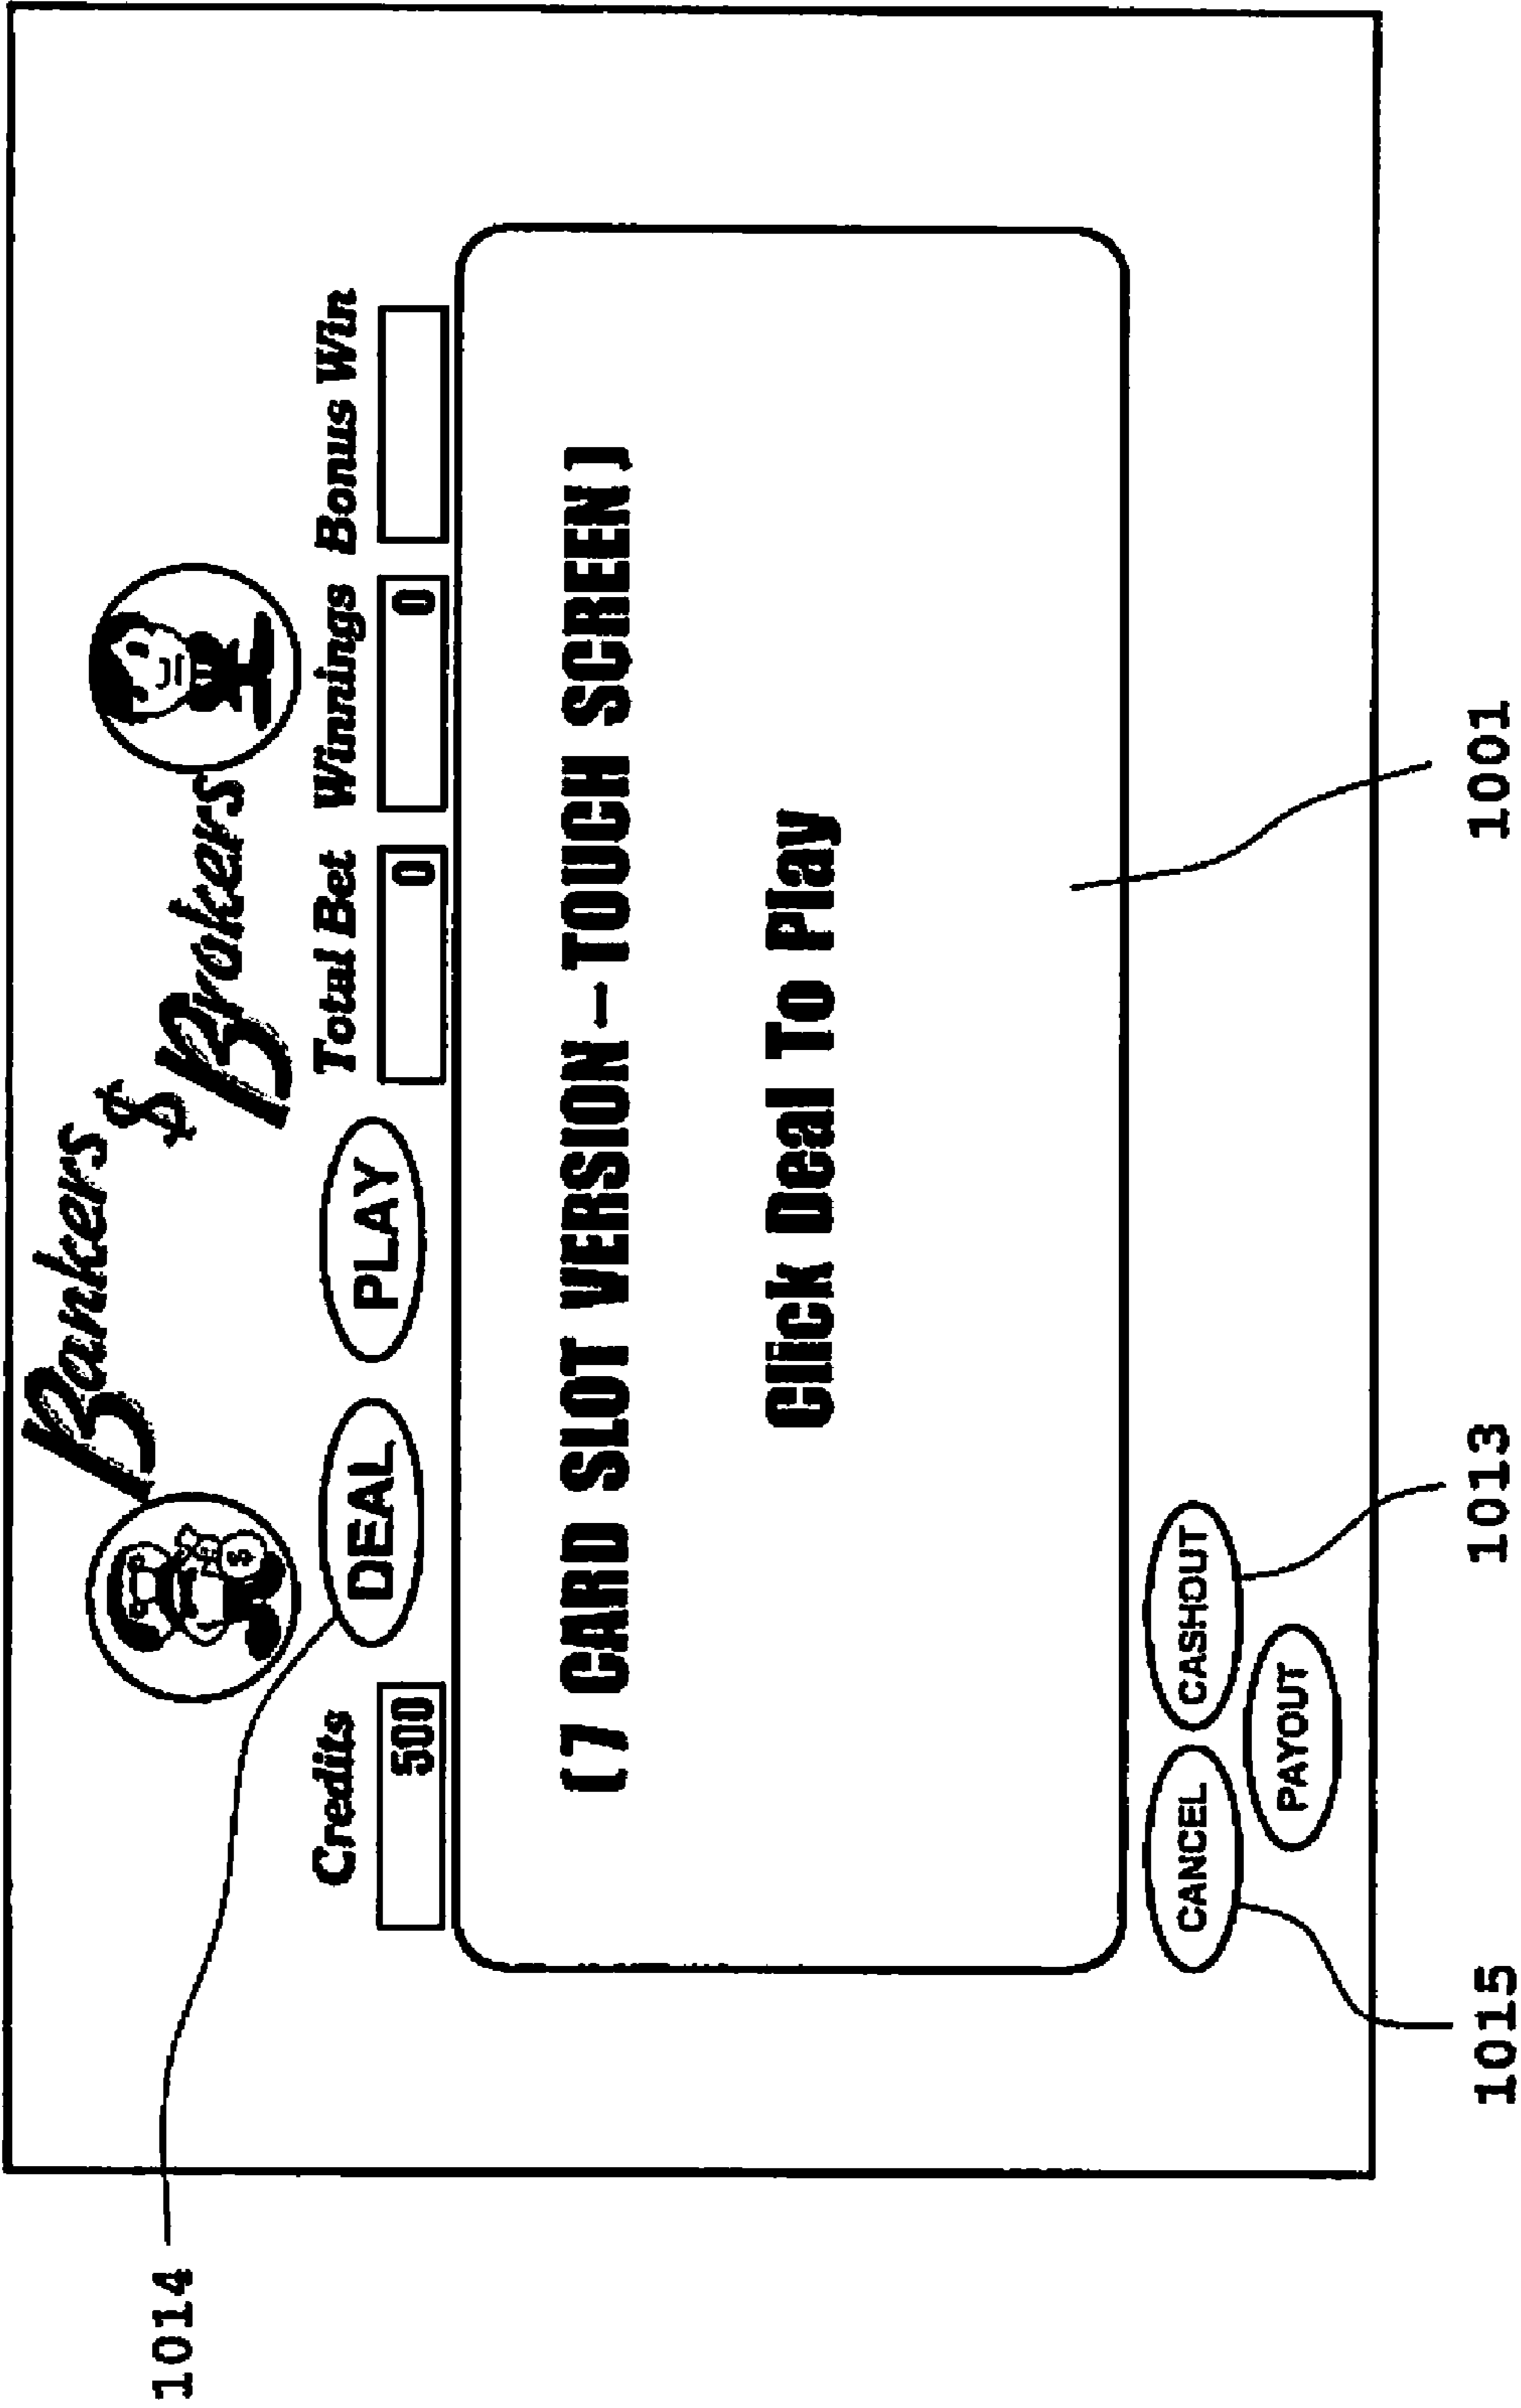 Bankers
&
Brokers
Credits
DEAL
PLAY
Total Bet
Winnings
Bonus Win
500
0
0
(7 CARD SLOT VERSION – TOUCH SCREEN)
Click Deal To Play
CANCEL
CASHOUT
PAYOUT
1014
1015
1013
1001